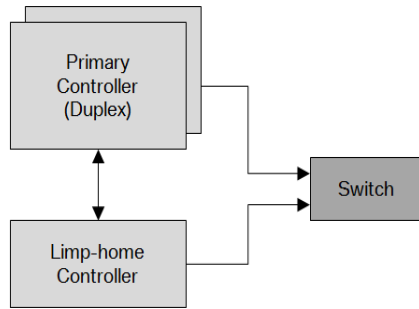 Primary
Controller
(Duplex)
Switch
Limp-home
Controller